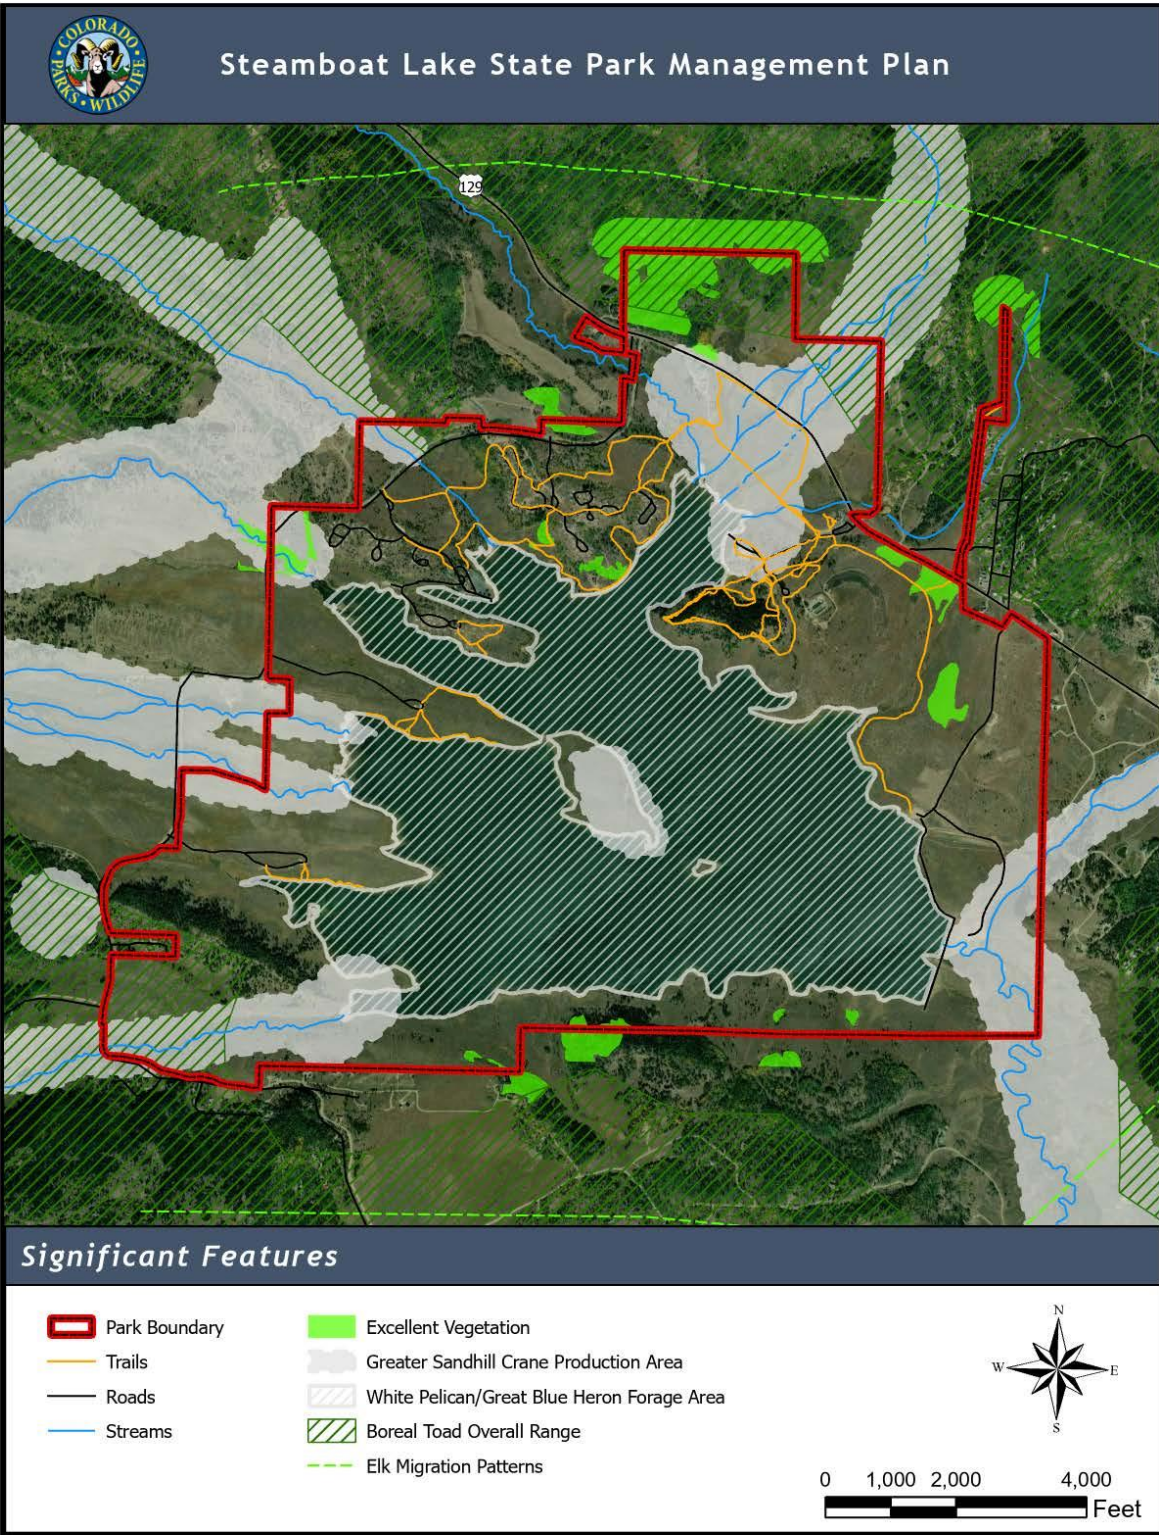 COLORADO
PARKS • WILDLIFE
Steamboat Lake State Park Management Plan
129
Significant Features
Park Boundary
Trails
Roads
Streams
Excellent Vegetation
Greater Sandhill Crane Production Area
White Pelican/Great Blue Heron Forage Area
Boreal Toad Overall Range
Elk Migration Patterns
N
W
E
S
0 1,000 2,000 4,000
Feet